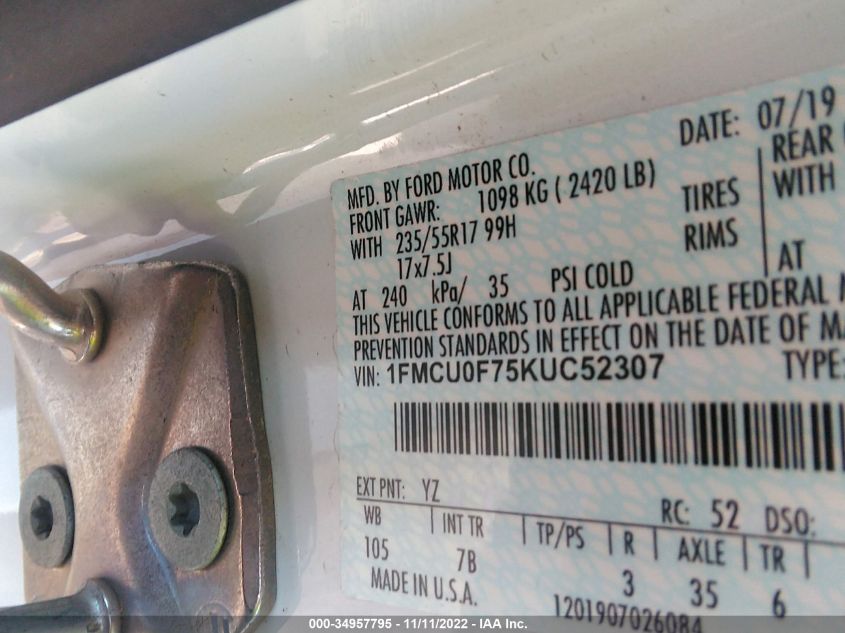 DATE: 07/19
MFD. BY FORD MOTOR CO.
FRONT GAWR: 1098 KG ( 2420 LB)
REAR
WITH 235/55R17 99H TIRES
WITH
17x7.5J RIMS
AT 240 kPa/ 35 PSI COLD
AT
THIS VEHICLE CONFORMS TO ALL APPLICABLE FEDERAL
PREVENTION STANDARDS IN EFFECT ON THE DATE OF
VIN: 1FMCU0F75KUC52307 TYPE:
EXT PNT: YZ RC: 52 DSO:
WB | INT TR | TP/PS | R | AXLE | TR
105 7B 3 35 6
MADE IN U.S.A. 1201907026084
000-34957795 - 11/11/2022 - IAA Inc.